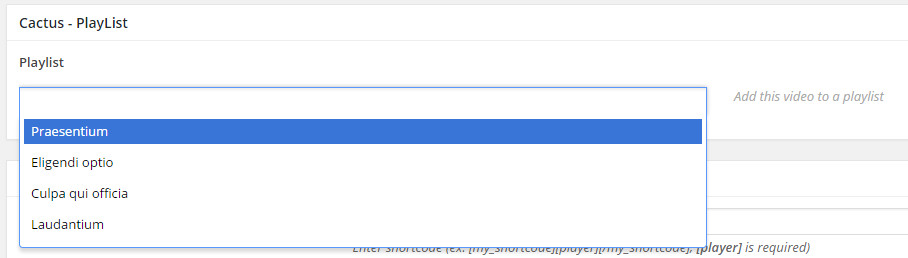 Cactus - PlayList
Playlist
Add this video to a playlist
Praesentium
Eligendi optio
Culpa qui officia
Laudantium
Enter shortcode (ex: [my_shortcode][player][/my_shortcode], [player] is required)